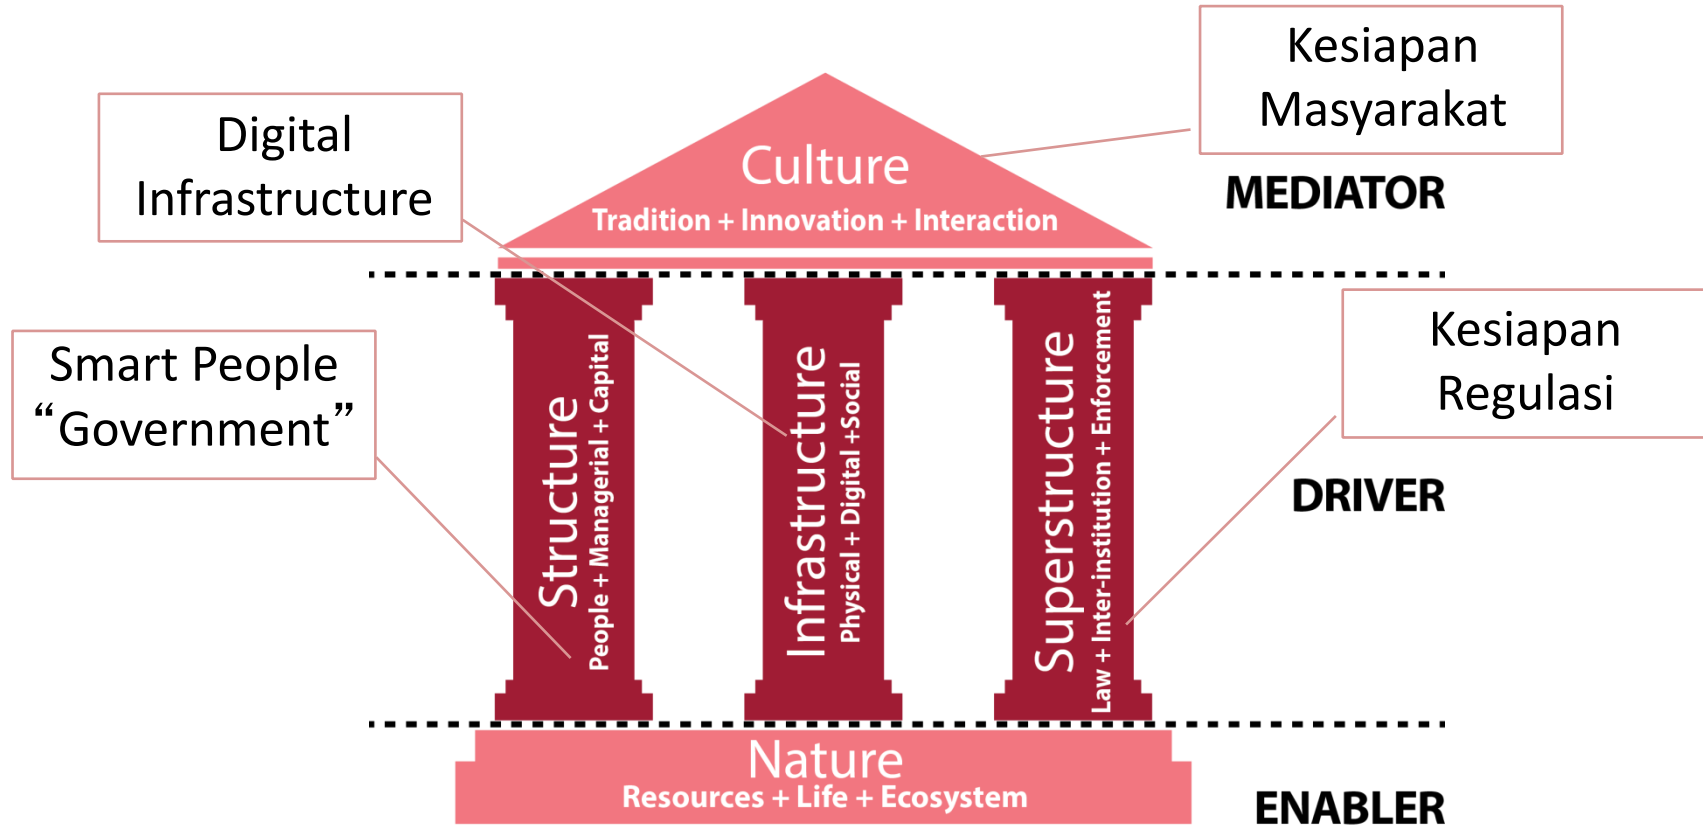 Kesiapan
Masyarakat
Digital
Infrastructure
Culture
Tradition + Innovation + Interaction
MEDIATOR
Smart People
“Government”
Structure
People + Managerial + Capital
Infrastructure
Physical + Digital +Social
Superstructure
Law + Inter-institution + Enforcement
Kesiapan
Regulasi
DRIVER
Nature
Resources + Life + Ecosystem
ENABLER